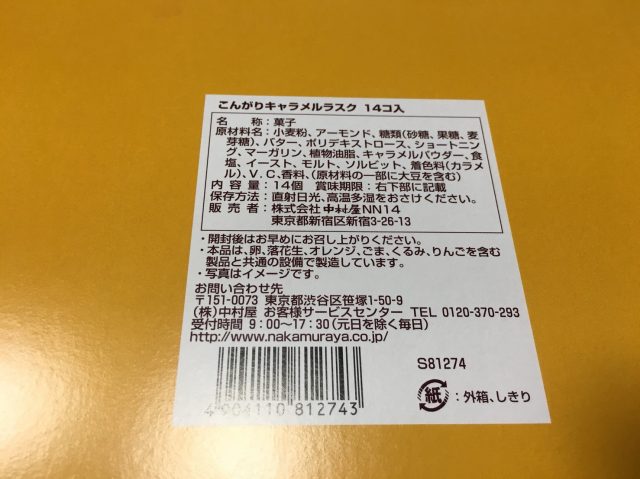 こんがりキャラメルラスク 14コ入
名 称：菓子
原材料名：小麦粉、アーモンド、糖類（砂糖、果糖、麦
芽糖）、バター、ポリデキストロース、ショートニン
グ、マーガリン、植物油脂、キャラメルパウダー、食
塩、イースト、モルト、ソルビット、着色料（カラメ
ル）、V.C、香料、（原材料の一部に大豆を含む）
内 容 量：14個 賞味期限：右下部に記載
保存方法：直射日光、高温多湿をおさけください。
販 売 者：株式会社 中村屋NN14
東京都新宿区新宿3-26-13
・開封後はお早めにお召し上がりください。
・本品は、卵、落花生、オレンジ、ごま、くるみ、りんごを含む
製品と共通の設備で製造しています。
・写真はイメージです。
お問い合わせ先
〒151-0073 東京都渋谷区笹塚1-50-9
（株）中村屋 お客様サービスセンター TEL 0120-370-293
受付時間 9：00〜17：30（元日を除く毎日）
http://www.nakamuraya.co.jp/
S81274
4904110 812743
紙：外箱、しきり